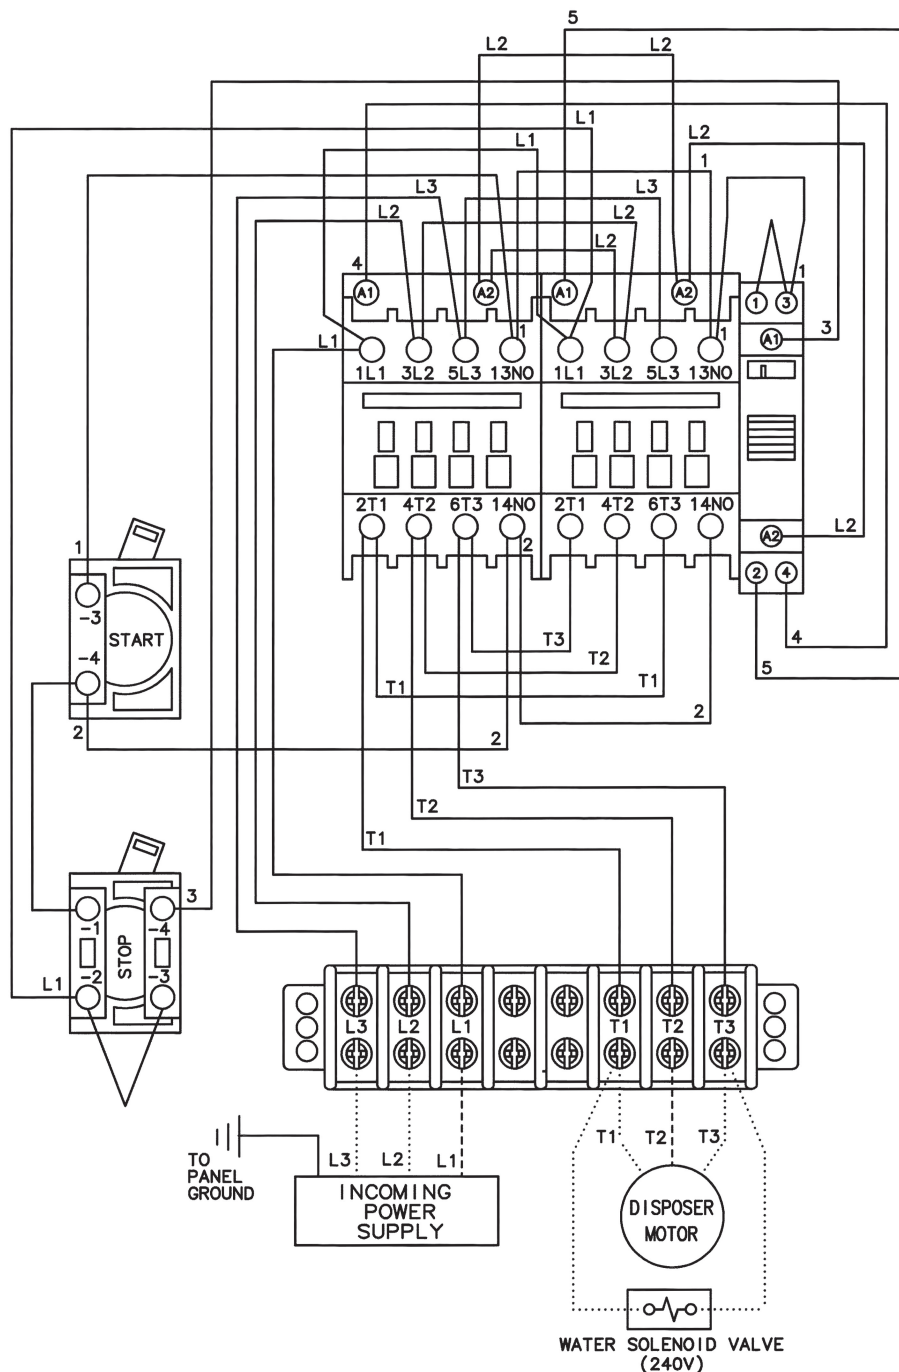 5
L2 L2
L1 L1 L2
1
L3 L3
L2 L2
L2
4
A1 A2 A1 A2
1 3 1
3
A1
L1 1 1
1L1 3L2 5L3 13NO 1L1 3L2 5L3 13NO
2T1 4T2 6T3 14NO 2T1 4T2 6T3 14NO
L2
A2
2
2 4
1
-3
START
-4
2
T3
4
T2
5
T1 T1
2
2
T3
T2
T1
3
-1 -4
STOP
-2 -3
L1
L3 L2 L1 T1 T2 T3
TO
PANEL
GROUND
L3 L2 L1
T1 T2 T3
INCOMING
POWER
SUPPLY
DISPOSER
MOTOR
WATER SOLENOID VALVE
(240V)